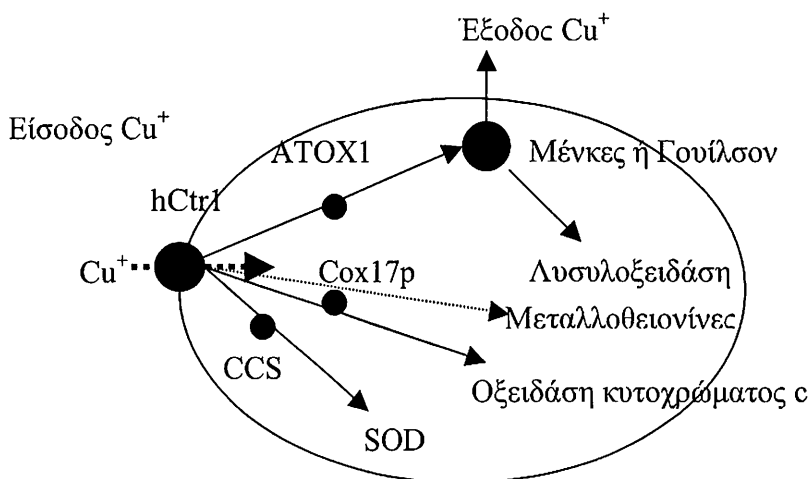 Έξοδος Cu⁺
Είσοδος Cu⁺
ATOX1
Μένκες ή Γουίλσον
hCtr1
Cu⁺
Cox17p
Λυσυλοξειδάση
Μεταλλοθειονίνες
CCS
Οξειδάση κυτοχρώματος c
SOD